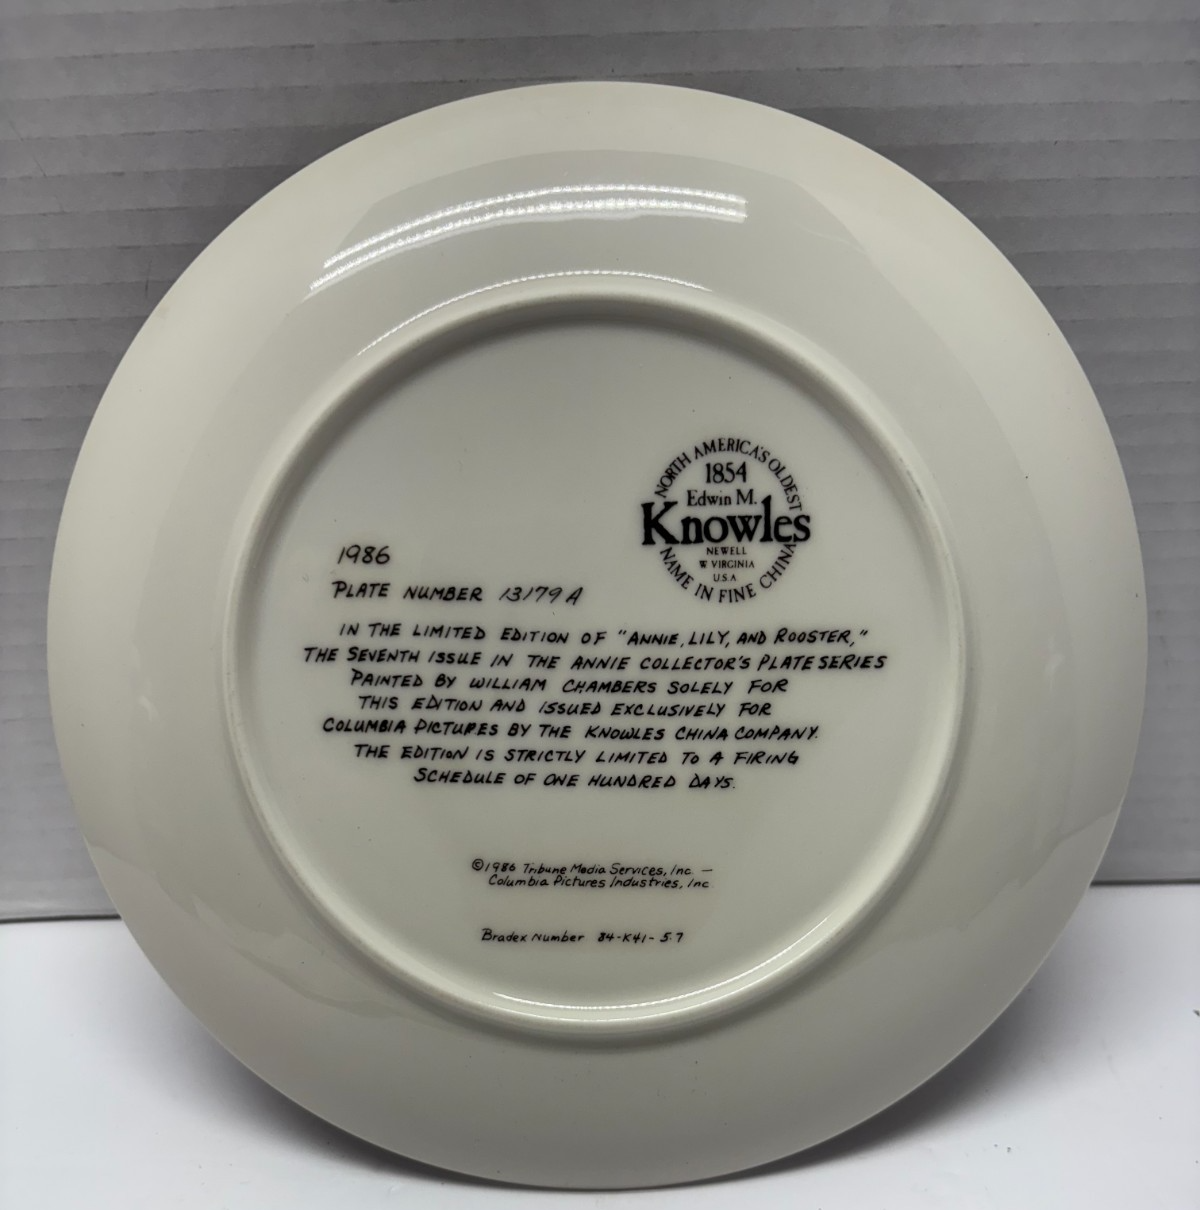 NORTH AMERICA'S OLDEST
1854
Edwin M.
Knowles
NEWELL
W VIRGINIA
U.S.A
NAME IN FINE CHINA
1986
PLATE NUMBER 13179A
IN THE LIMITED EDITION OF "ANNIE, LILY, AND ROOSTER,"
THE SEVENTH ISSUE IN THE ANNIE COLLECTOR'S PLATE SERIES
PAINTED BY WILLIAM CHAMBERS SOLELY FOR
THIS EDITION AND ISSUED EXCLUSIVELY FOR
COLUMBIA PICTURES BY THE KNOWLES CHINA COMPANY.
THE EDITION IS STRICTLY LIMITED TO A FIRING
SCHEDULE OF ONE HUNDRED DAYS.
©1986 Tribune Media Services, Inc. —
Columbia Pictures Industries, Inc.
Bradex Number 84-K41-5.7